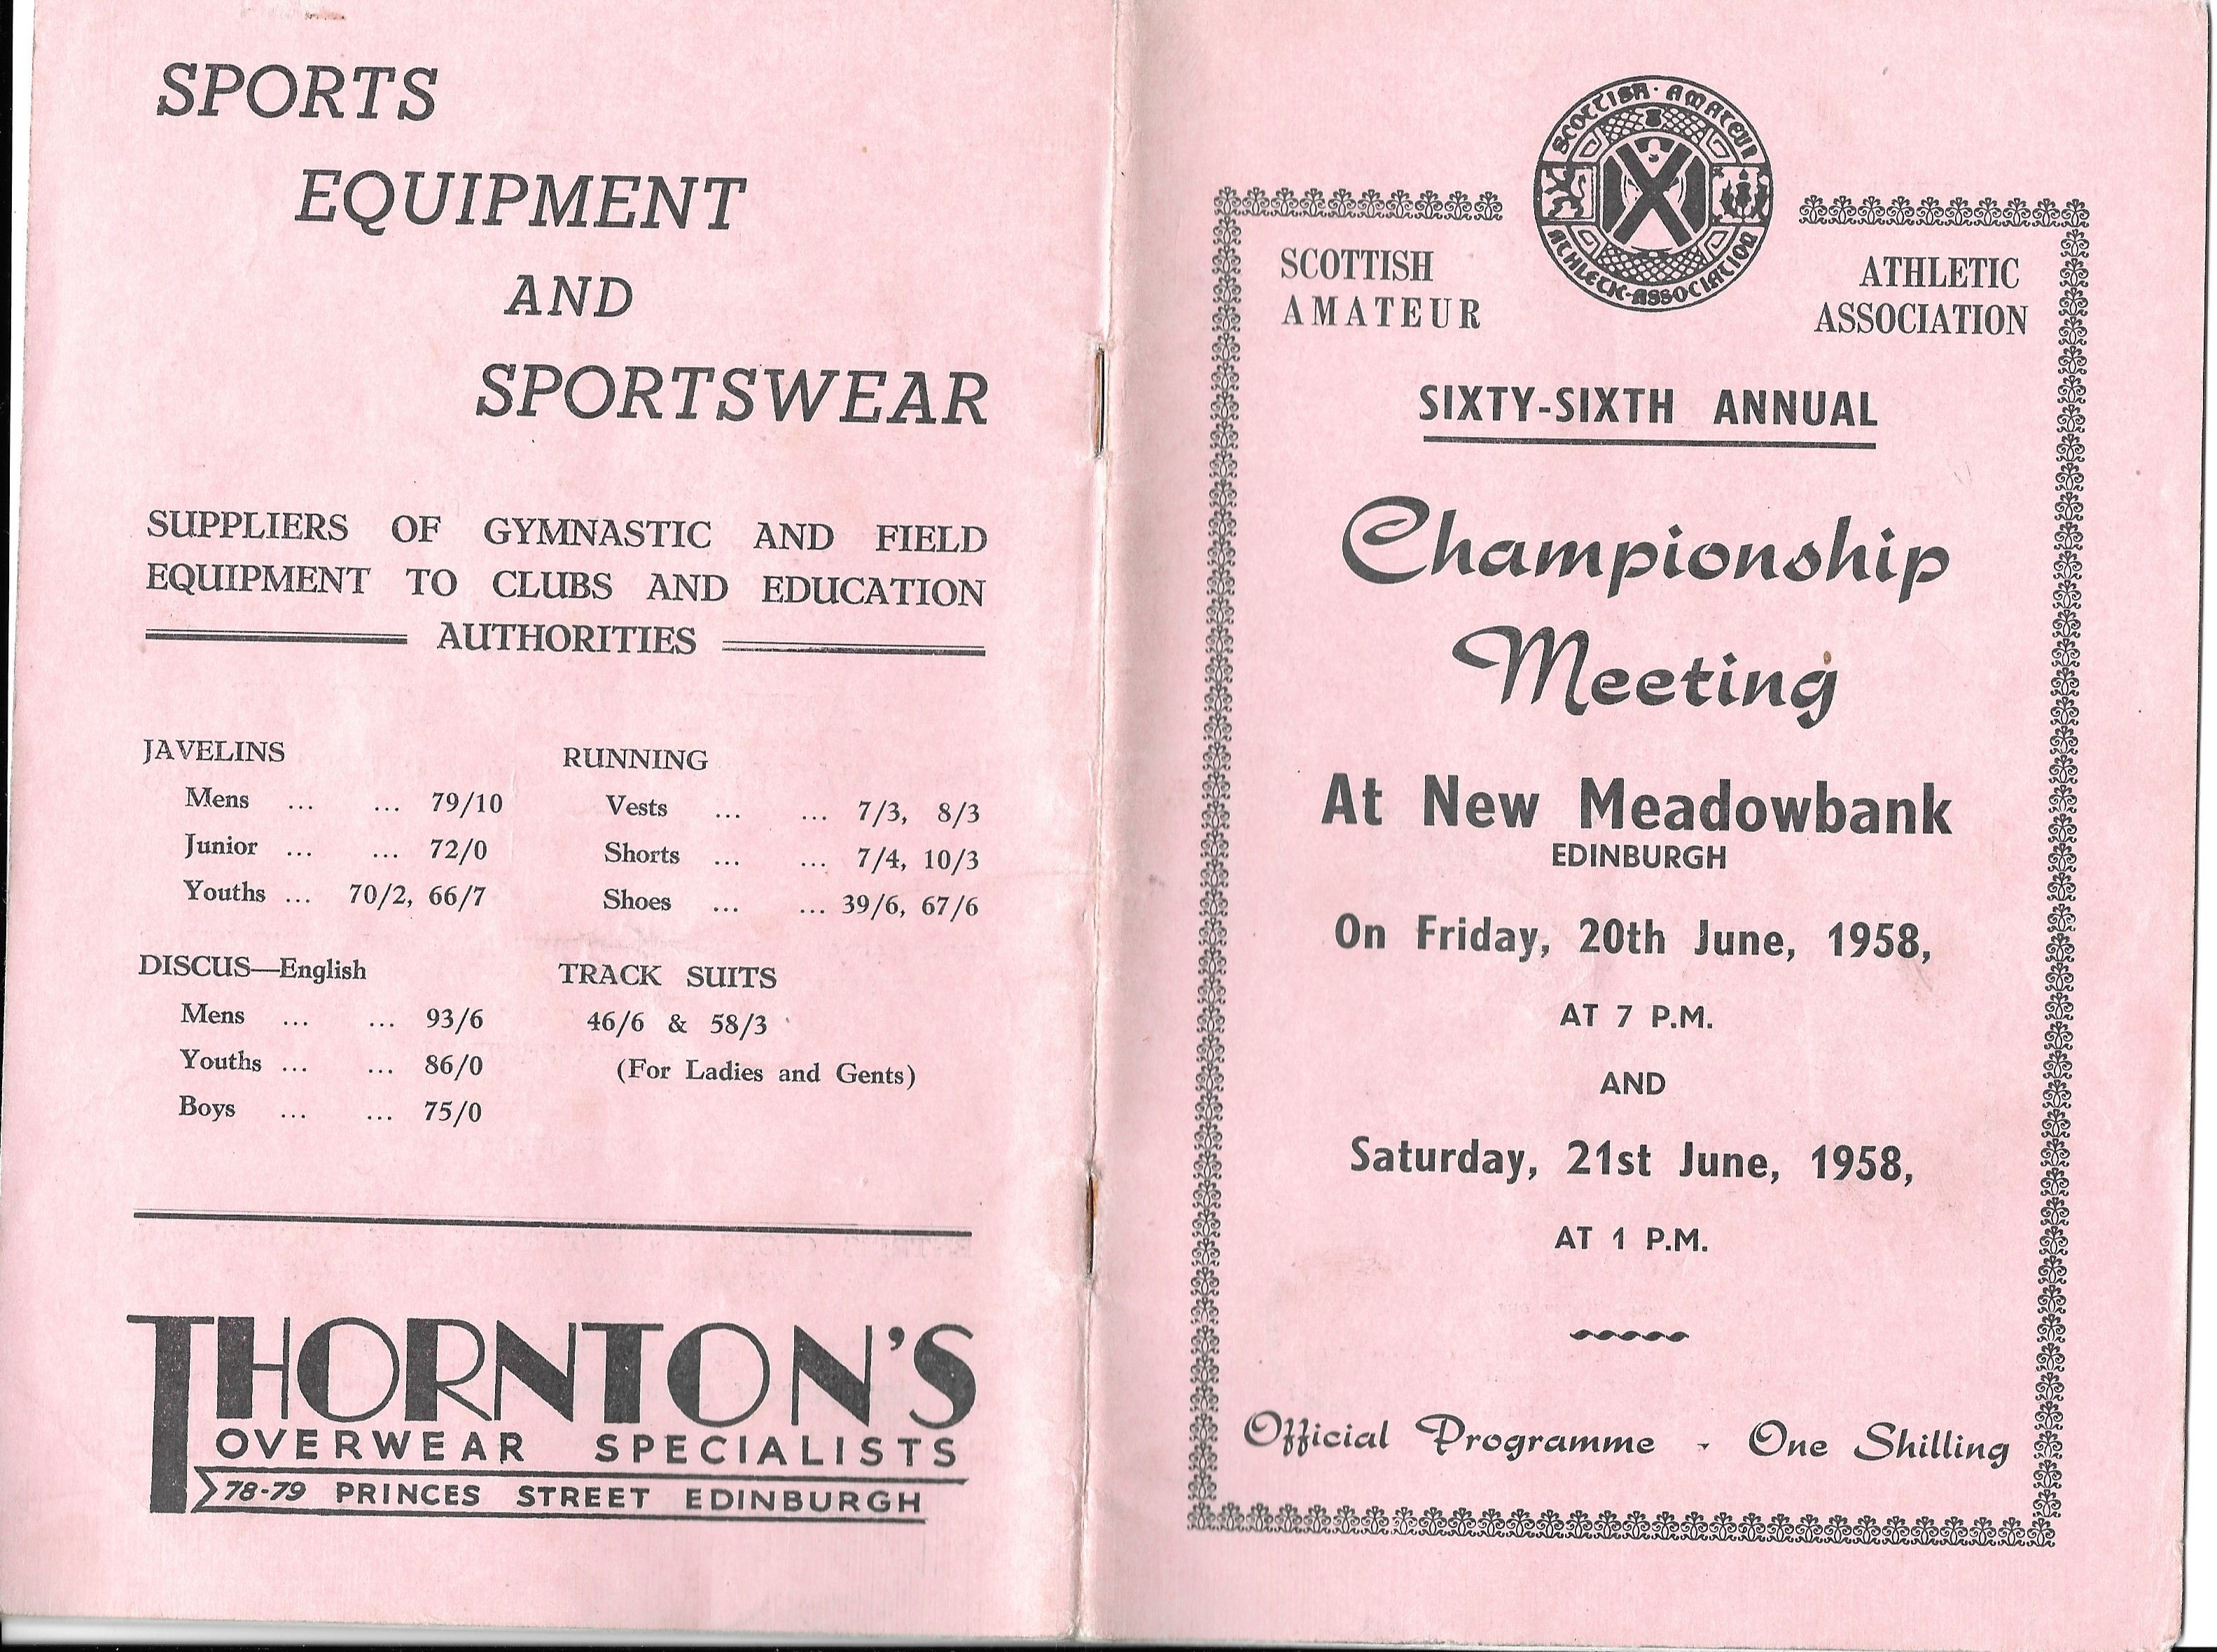 SPORTS
EQUIPMENT
AND
SPORTSWEAR
SUPPLIERS OF GYMNASTIC AND FIELD
EQUIPMENT TO CLUBS AND EDUCATION
AUTHORITIES
JAVELINS
Mens ... ... 79/10
Junior ... ... 72/0
Youths ... 70/2, 66/7
DISCUS—English
Mens ... ... 93/6
Youths ... ... 86/0
Boys ... ... 75/0
RUNNING
Vests ... ... 7/3, 8/3
Shorts ... ... 7/4, 10/3
Shoes ... ... 39/6, 67/6
TRACK SUITS
46/6 & 58/3
(For Ladies and Gents)
THORNTON'S
OVERWEAR SPECIALISTS
78-79 PRINCES STREET EDINBURGH
SCOTTISH · AMATEUR
ATHLETIC · ASSOCIATION
SCOTTISH
AMATEUR
ATHLETIC
ASSOCIATION
SIXTY-SIXTH ANNUAL
Championship
Meeting
At New Meadowbank
EDINBURGH
On Friday, 20th June, 1958,
AT 7 P.M.
AND
Saturday, 21st June, 1958,
AT 1 P.M.
Official Programme - One Shilling